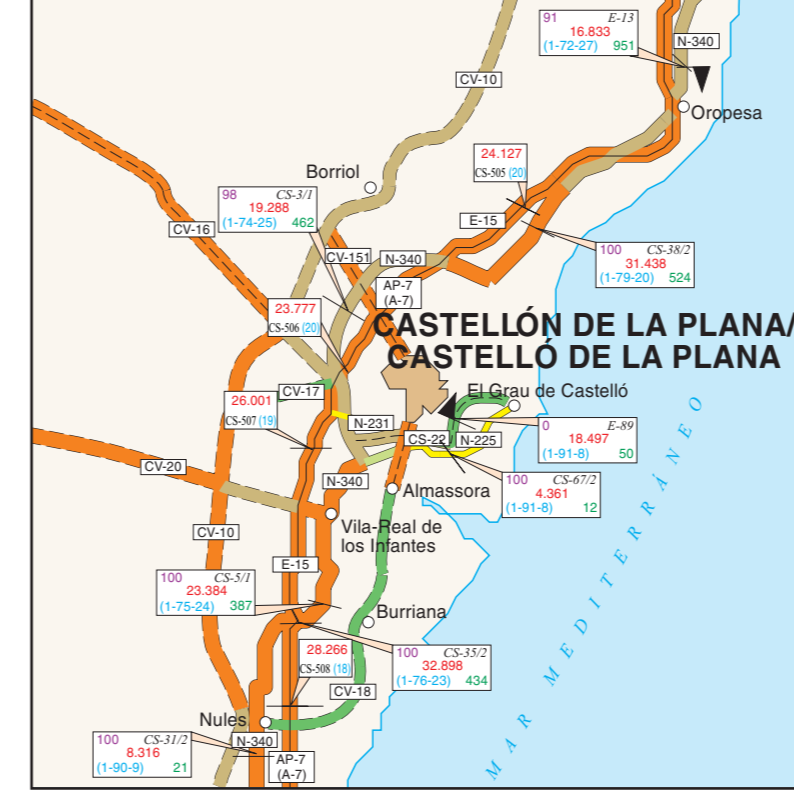 91 E-13
16.833
(1-72-27) 951
N-340
CV-10
Oropesa
24.127
CS-505 (20)
Borriol
98 CS-3/1
19.288
(1-74-25) 462
E-15
CV-16
CV-151
N-340
100 CS-38/2
31.438
(1-79-20) 524
AP-7
(A-7)
23.777
CS-506 (20)
CASTELLÓN DE LA PLANA/
CASTELLÓ DE LA PLANA
CV-17
El Grau de Castelló
26.001
CS-507 (19)
N-231
CS-22
N-225
0 E-89
18.497
(1-91-8) 50
CV-20
N-340
Almassora
100 CS-67/2
4.361
(1-91-8) 12
CV-10
Vila-Real de
los Infantes
E-15
100 CS-5/1
23.384
(1-75-24) 387
Burriana
28.266
CS-508 (18)
100 CS-35/2
32.898
(1-76-23) 434
CV-18
Nules
100 CS-31/2
8.316
(1-90-9) 21
N-340
AP-7
(A-7)
MAR MEDITERRÁNEO